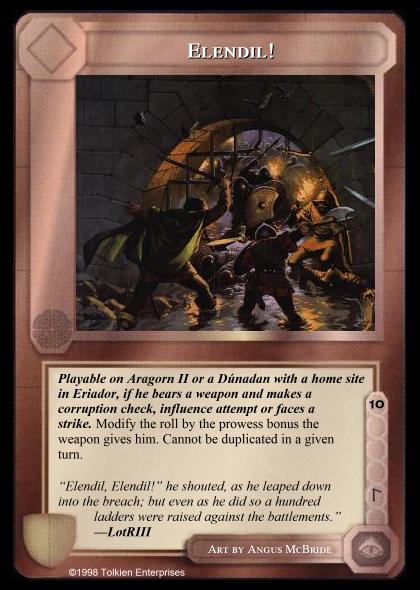 ELENDIL!
Playable on Aragorn II or a Dúnadan with a home site
in Eriador, if he bears a weapon and makes a
corruption check, influence attempt or faces a
strike. Modify the roll by the prowess bonus the
weapon gives him. Cannot be duplicated in a given
turn.
10
“Elendil, Elendil!” he shouted, as he leaped down
into the breach; but even as he did so a hundred
ladders were raised against the battlements.”
—LotRIII
ART BY ANGUS MCBRIDE
©1998 Tolkien Enterprises